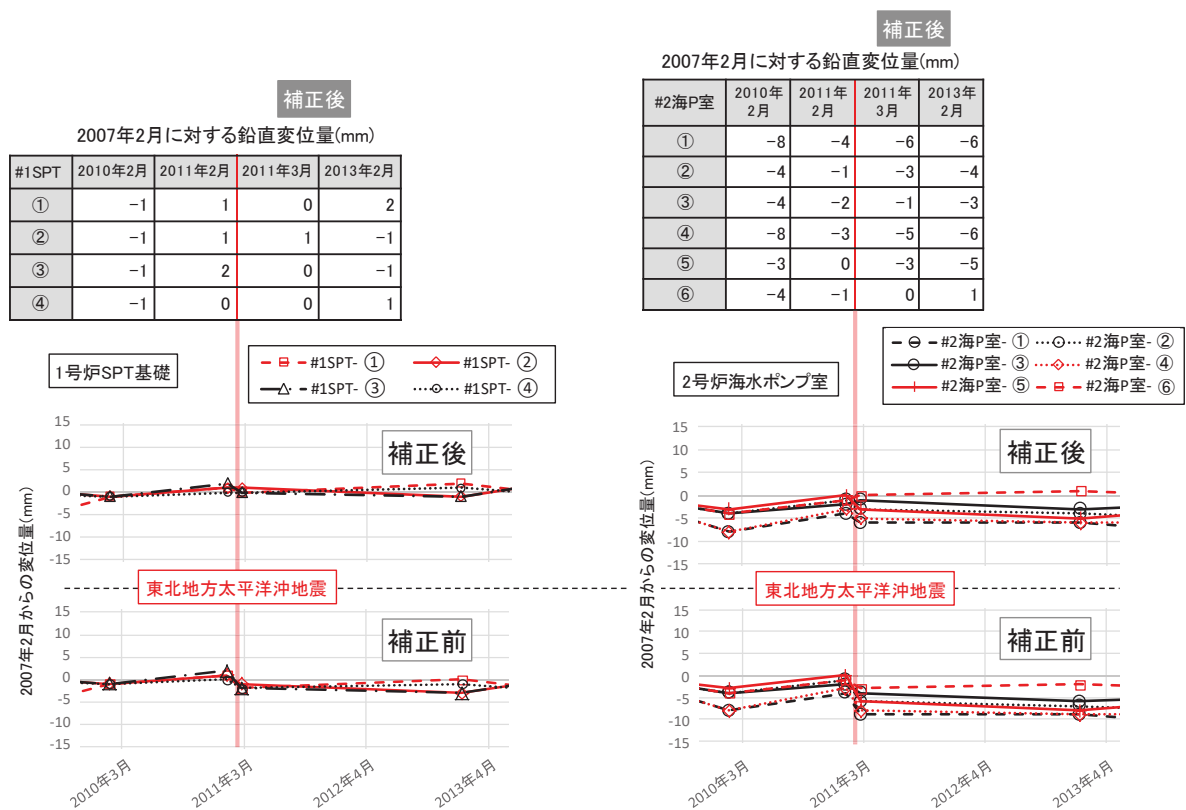 補正後
2007年2月に対する鉛直変位量(mm)
#1SPT 2010年2月 2011年2月 2011年3月 2013年2月
① −1 1 0 2
② −1 1 1 −1
③ −1 2 0 −1
④ −1 0 0 1
1号炉SPT基礎
#1SPT- ① #1SPT- ②
#1SPT- ③ #1SPT- ④
2007年2月からの変位量(mm)
15
10
5
0
-5
-10
-15
補正後
東北地方太平洋沖地震
15
10
5
0
-5
-10
-15
補正前
2010年3月 2011年3月 2012年4月 2013年4月
補正後
2007年2月に対する鉛直変位量(mm)
#2海P室 2010年2月 2011年2月 2011年3月 2013年2月
① −8 −4 −6 −6
② −4 −1 −3 −4
③ −4 −2 −1 −3
④ −8 −3 −5 −6
⑤ −3 0 −3 −5
⑥ −4 −1 0 1
2号炉海水ポンプ室
#2海P室- ① #2海P室- ②
#2海P室- ③ #2海P室- ④
#2海P室- ⑤ #2海P室- ⑥
2007年2月からの変位量(mm)
15
10
5
0
-5
-10
-15
補正後
東北地方太平洋沖地震
15
10
5
0
-5
-10
-15
補正前
2010年3月 2011年3月 2012年4月 2013年4月